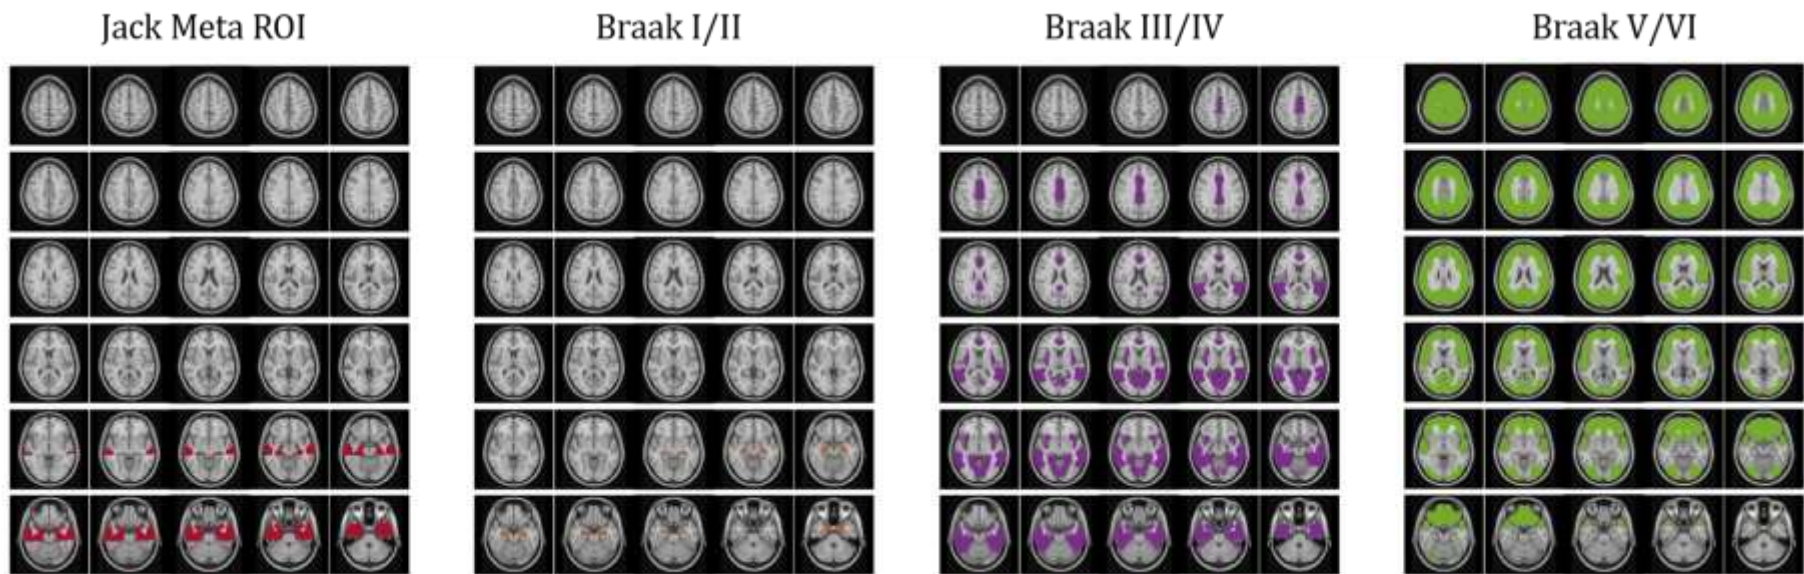 Jack Meta ROI
Braak I/II
Braak III/IV
Braak V/VI